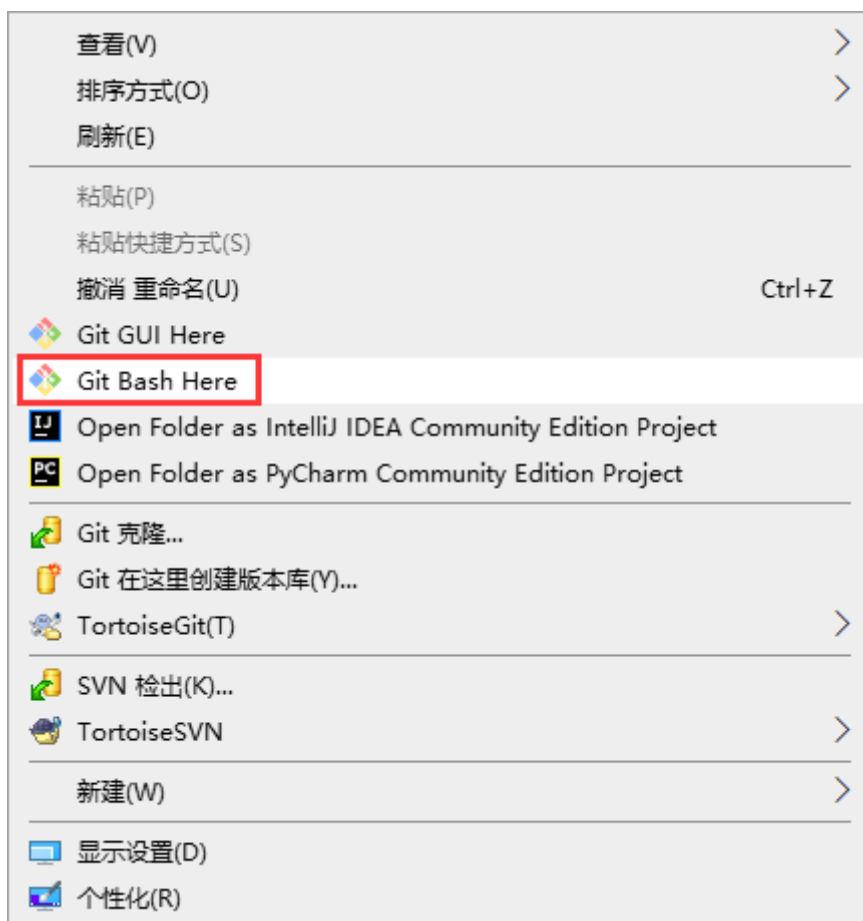 查看(V)
排序方式(O)
刷新(E)
粘贴(P)
粘贴快捷方式(S)
撤消 重命名(U) Ctrl+Z
Git GUI Here
Git Bash Here
Open Folder as IntelliJ IDEA Community Edition Project
Open Folder as PyCharm Community Edition Project
Git 克隆...
Git 在这里创建版本库(Y)...
TortoiseGit(T)
SVN 检出(K)...
TortoiseSVN
新建(W)
显示设置(D)
个性化(R)